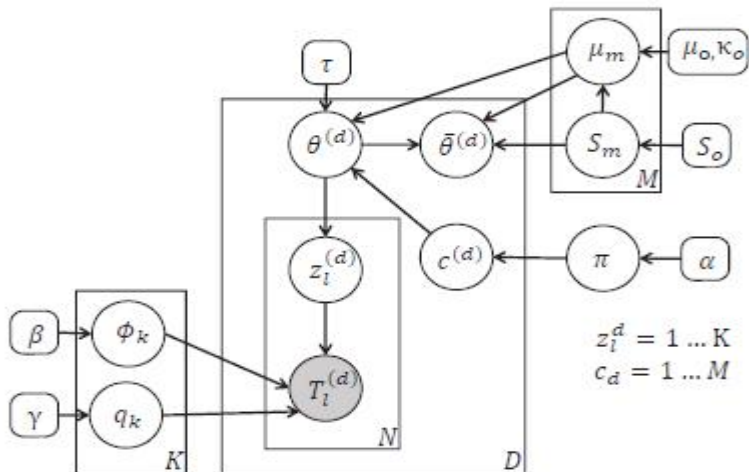 τ
μ_m
μ_o,κ_o
θ^(d)
θ̄^(d)
S_m
S_o
M
z_l^(d)
c^(d)
π
α
β
ϕ_k
T_l^(d)
γ
q_k
K
N
D
z_l^d = 1 … K
c_d = 1 … M